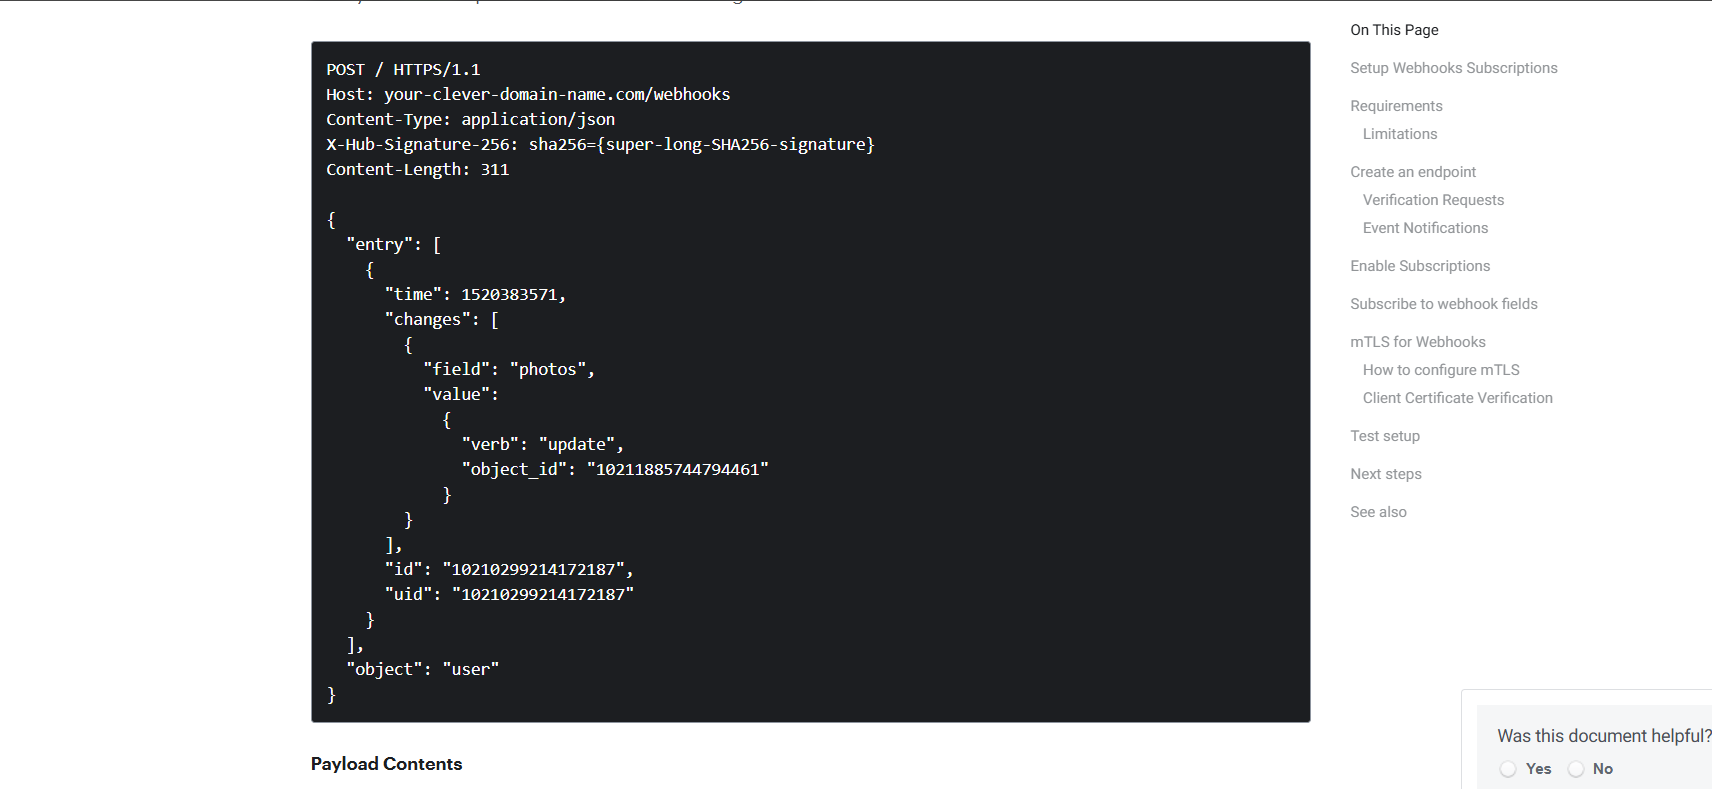 POST / HTTPS/1.1
Host: your-clever-domain-name.com/webhooks
Content-Type: application/json
X-Hub-Signature-256: sha256={super-long-SHA256-signature}
Content-Length: 311

{
  "entry": [
    {
      "time": 1520383571,
      "changes": [
        {
          "field": "photos",
          "value":
            {
              "verb": "update",
              "object_id": "10211885744794461"
            }
        }
      ],
      "id": "10210299214172187",
      "uid": "10210299214172187"
    }
  ],
  "object": "user"
}
Payload Contents
On This Page
Setup Webhooks Subscriptions
Requirements
Limitations
Create an endpoint
Verification Requests
Event Notifications
Enable Subscriptions
Subscribe to webhook fields
mTLS for Webhooks
How to configure mTLS
Client Certificate Verification
Test setup
Next steps
See also
Was this document helpful?
Yes No